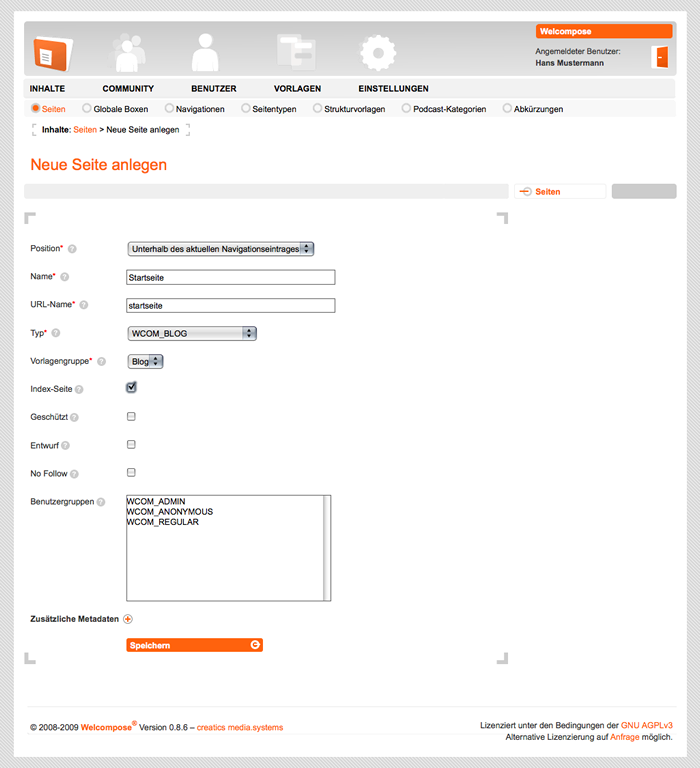 Welcompose
Angemeldeter Benutzer:
Hans Mustermann
INHALTE COMMUNITY BENUTZER VORLAGEN EINSTELLUNGEN
Seiten Globale Boxen Navigationen Seitentypen Strukturvorlagen Podcast-Kategorien Abkürzungen
Inhalte: Seiten > Neue Seite anlegen
Neue Seite anlegen
Seiten
Position* ? Unterhalb des aktuellen Navigationseintrages
Name* ? Startseite
URL-Name* ? startseite
Typ* ? WCOM_BLOG
Vorlagengruppe* ? Blog
Index-Seite ?
Geschützt ?
Entwurf ?
No Follow ?
Benutzergruppen ? WCOM_ADMIN
WCOM_ANONYMOUS
WCOM_REGULAR
Zusätzliche Metadaten
Speichern
© 2008-2009 Welcompose® Version 0.8.6 – creatics media.systems
Lizenziert unter den Bedingungen der GNU AGPLv3
Alternative Lizenzierung auf Anfrage möglich.